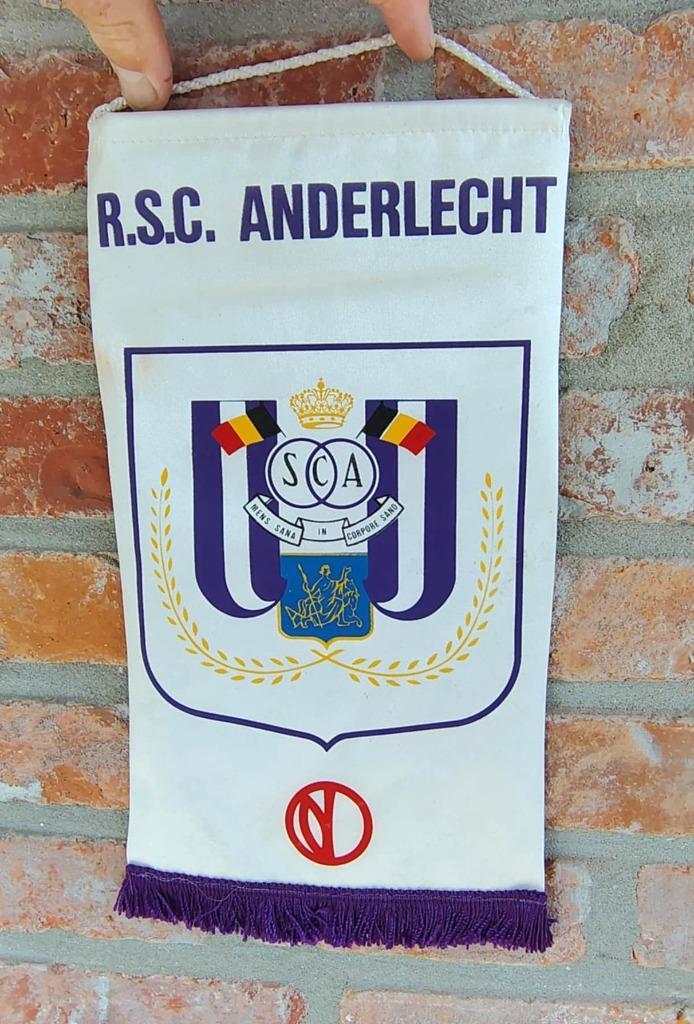 R.S.C. ANDERLECHT
SCA
MENS SANA IN CORPORE SANO